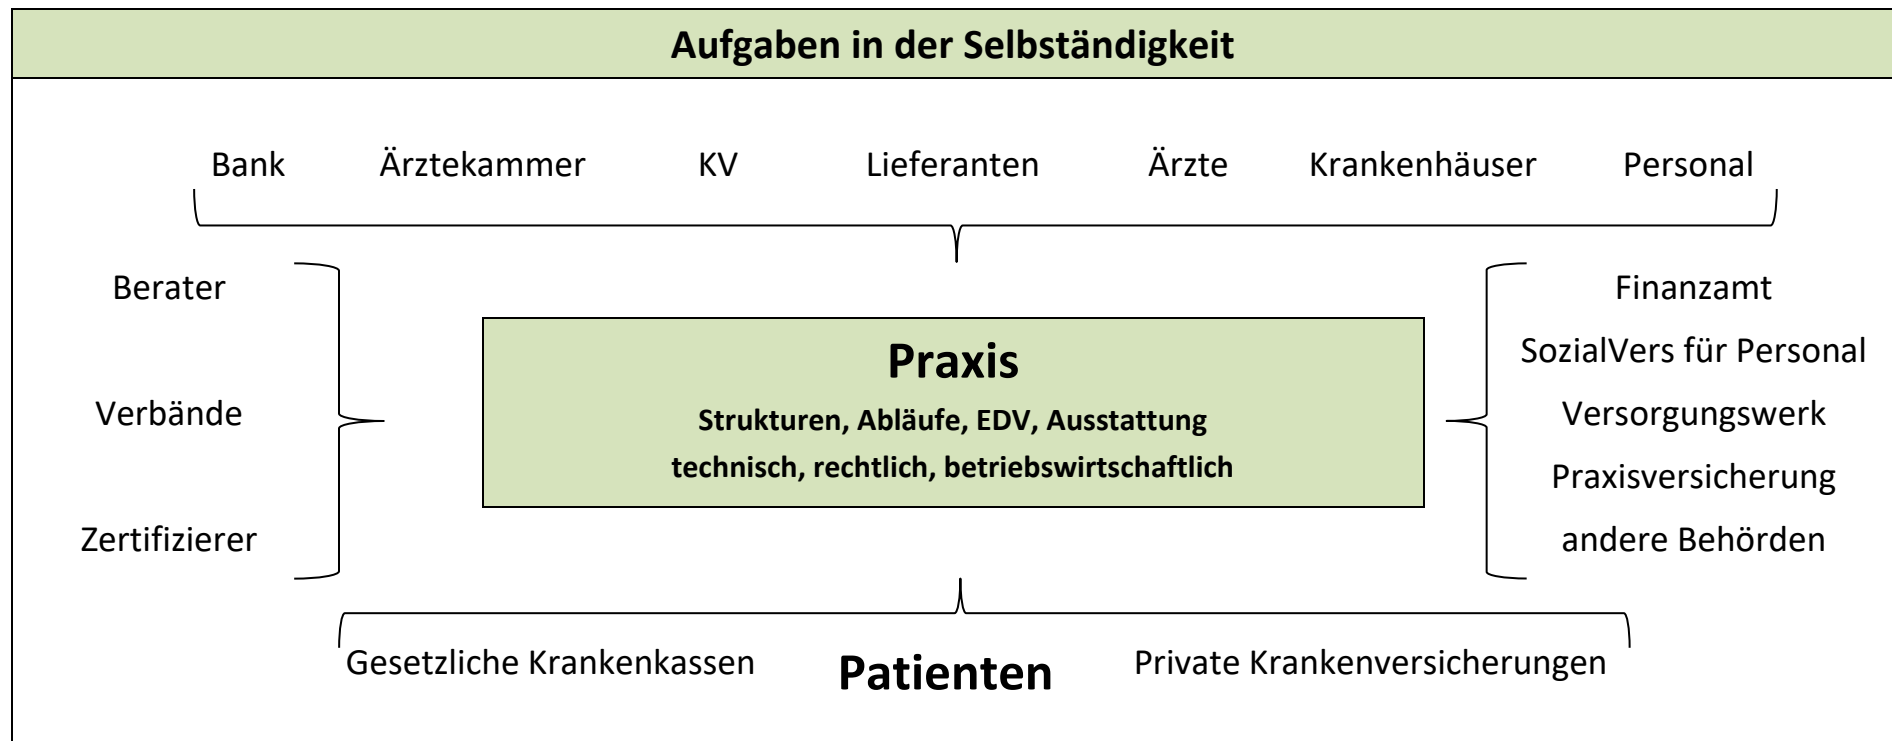 Aufgaben in der Selbständigkeit
Bank Ärztekammer KV Lieferanten Ärzte Krankenhäuser Personal
Berater
Verbände
Zertifizierer
Praxis
Strukturen, Abläufe, EDV, Ausstattung
technisch, rechtlich, betriebswirtschaftlich
Finanzamt
SozialVers für Personal
Versorgungswerk
Praxisversicherung
andere Behörden
Gesetzliche Krankenkassen Patienten Private Krankenversicherungen